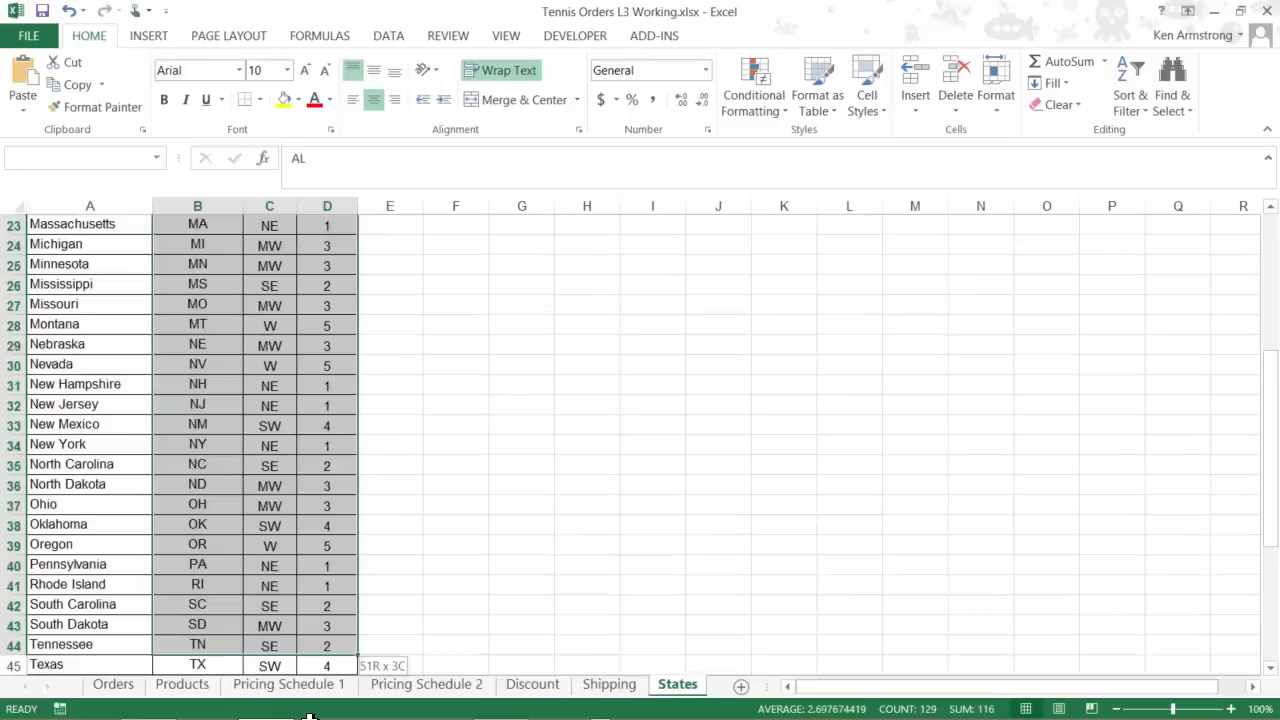 Tennis Orders L3 Working.xlsx - Excel
?
FILE HOME INSERT PAGE LAYOUT FORMULAS DATA REVIEW VIEW DEVELOPER ADD-INS Ken Armstrong
Paste Cut Copy Format Painter
Arial 10
B I U A
Wrap Text
Merge & Center
General
$ % ,
Conditional Formatting Format as Table Cell Styles
Insert Delete Format
AutoSum Fill Clear
Sort & Filter Find & Select
Clipboard Font Alignment Number Styles Cells Editing
fx AL
A B C D E F G H I J K L M N O P Q R
23 Massachusetts MA NE 1
24 Michigan MI MW 3
25 Minnesota MN MW 3
26 Mississippi MS SE 2
27 Missouri MO MW 3
28 Montana MT W 5
29 Nebraska NE MW 3
30 Nevada NV W 5
31 New Hampshire NH NE 1
32 New Jersey NJ NE 1
33 New Mexico NM SW 4
34 New York NY NE 1
35 North Carolina NC SE 2
36 North Dakota ND MW 3
37 Ohio OH MW 3
38 Oklahoma OK SW 4
39 Oregon OR W 5
40 Pennsylvania PA NE 1
41 Rhode Island RI NE 1
42 South Carolina SC SE 2
43 South Dakota SD MW 3
44 Tennessee TN SE 2
45 Texas TX SW 4 51R x 3C
Orders Products Pricing Schedule 1 Pricing Schedule 2 Discount Shipping States
READY AVERAGE: 2.697674419 COUNT: 129 SUM: 116 100%